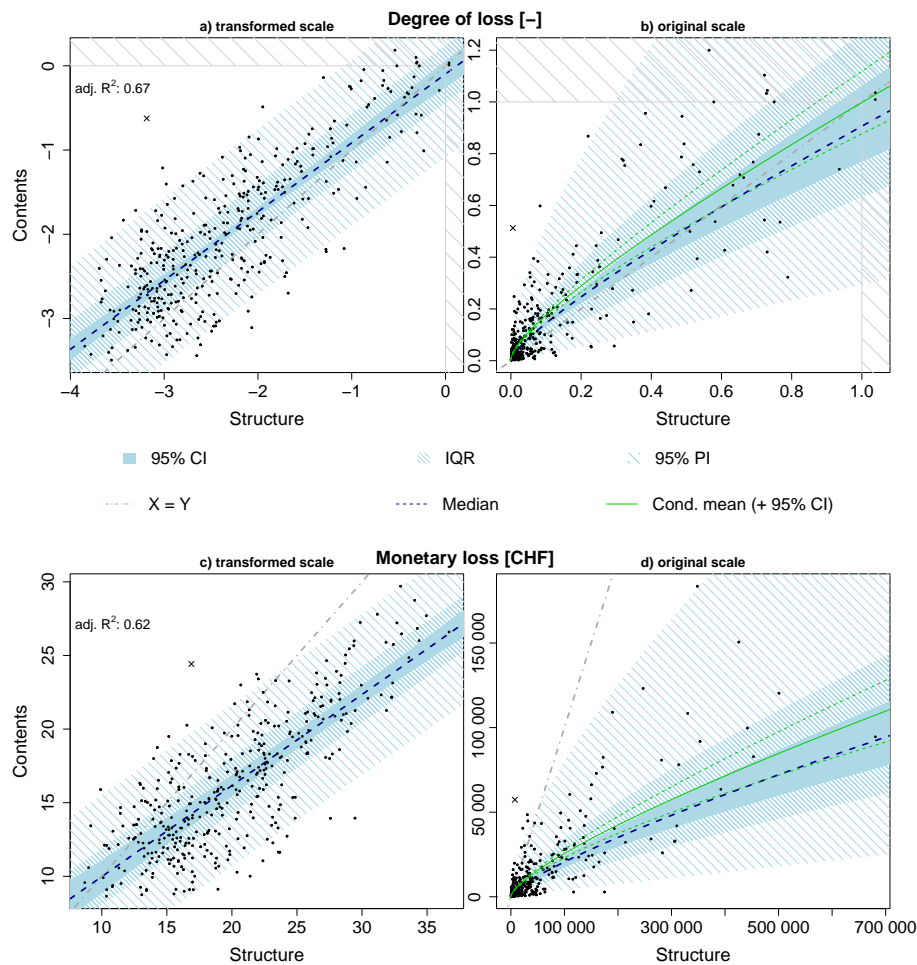 Degree of loss [−]
a) transformed scale
b) original scale
adj. R²: 0.67
Contents
0
−1
−2
−3
−4 −3 −2 −1 0
Structure
1.2
1.0
0.8
0.6
0.4
0.2
0.0
0.0 0.2 0.4 0.6 0.8 1.0
Structure
95% CI IQR 95% PI
X = Y Median Cond. mean (+ 95% CI)
Monetary loss [CHF]
c) transformed scale
d) original scale
adj. R²: 0.62
Contents
30
25
20
15
10
10 15 20 25 30 35
Structure
150 000
100 000
50 000
0
0 100 000 300 000 500 000 700 000
Structure